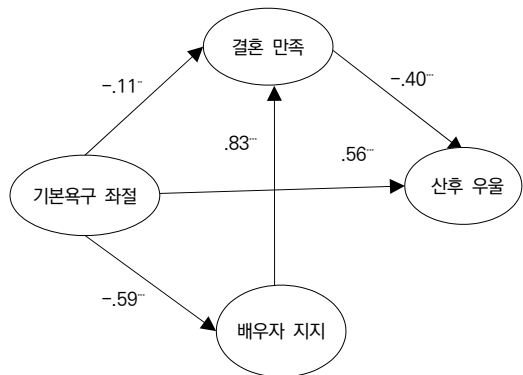 결혼 만족
-.11**
-.40***
.83***
.56***
기본욕구 좌절
산후 우울
-.59***
배우자 지지